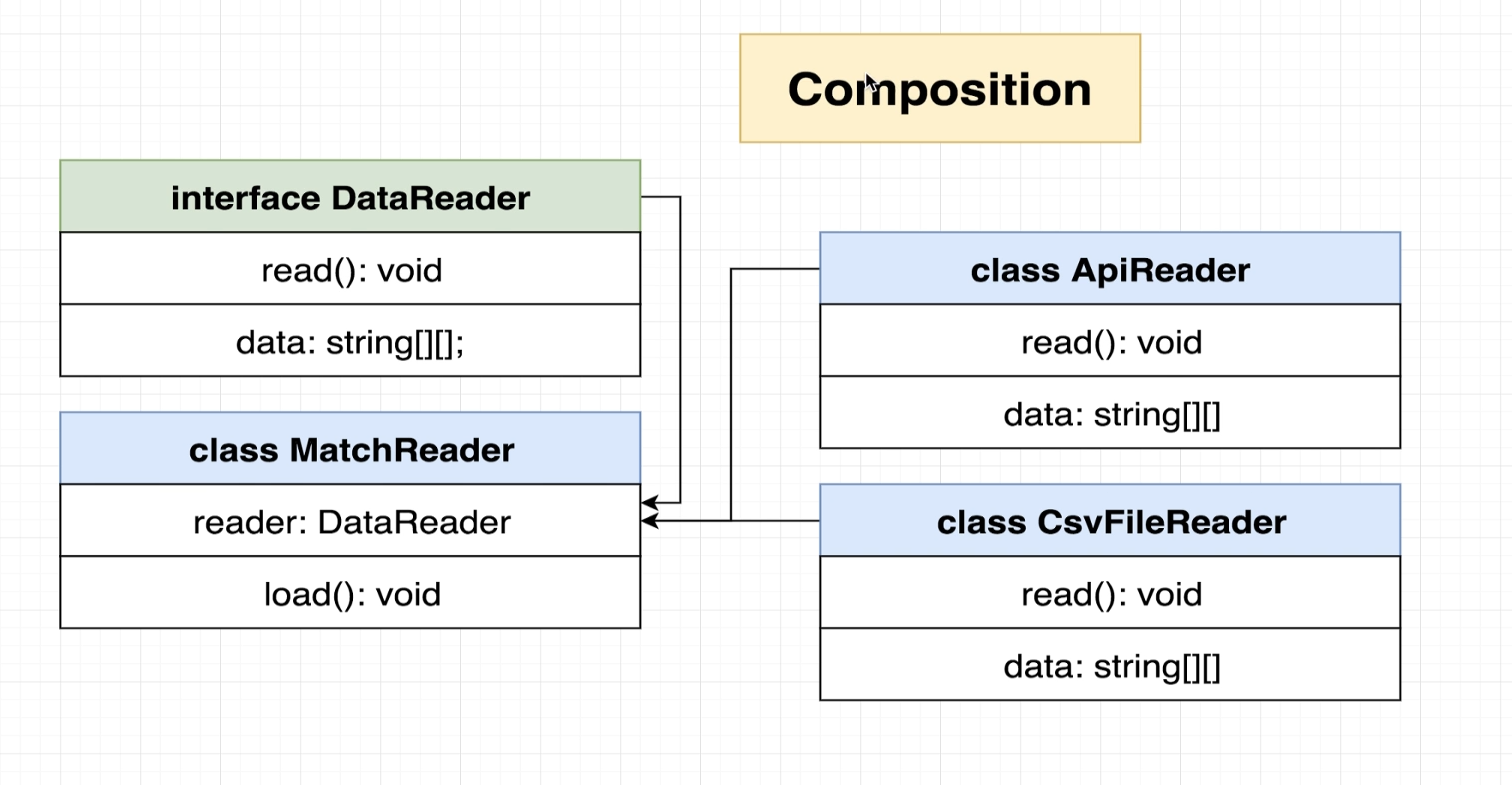 Composition
interface DataReader
read(): void
data: string[][];
class MatchReader
reader: DataReader
load(): void
class ApiReader
read(): void
data: string[][]
class CsvFileReader
read(): void
data: string[][]